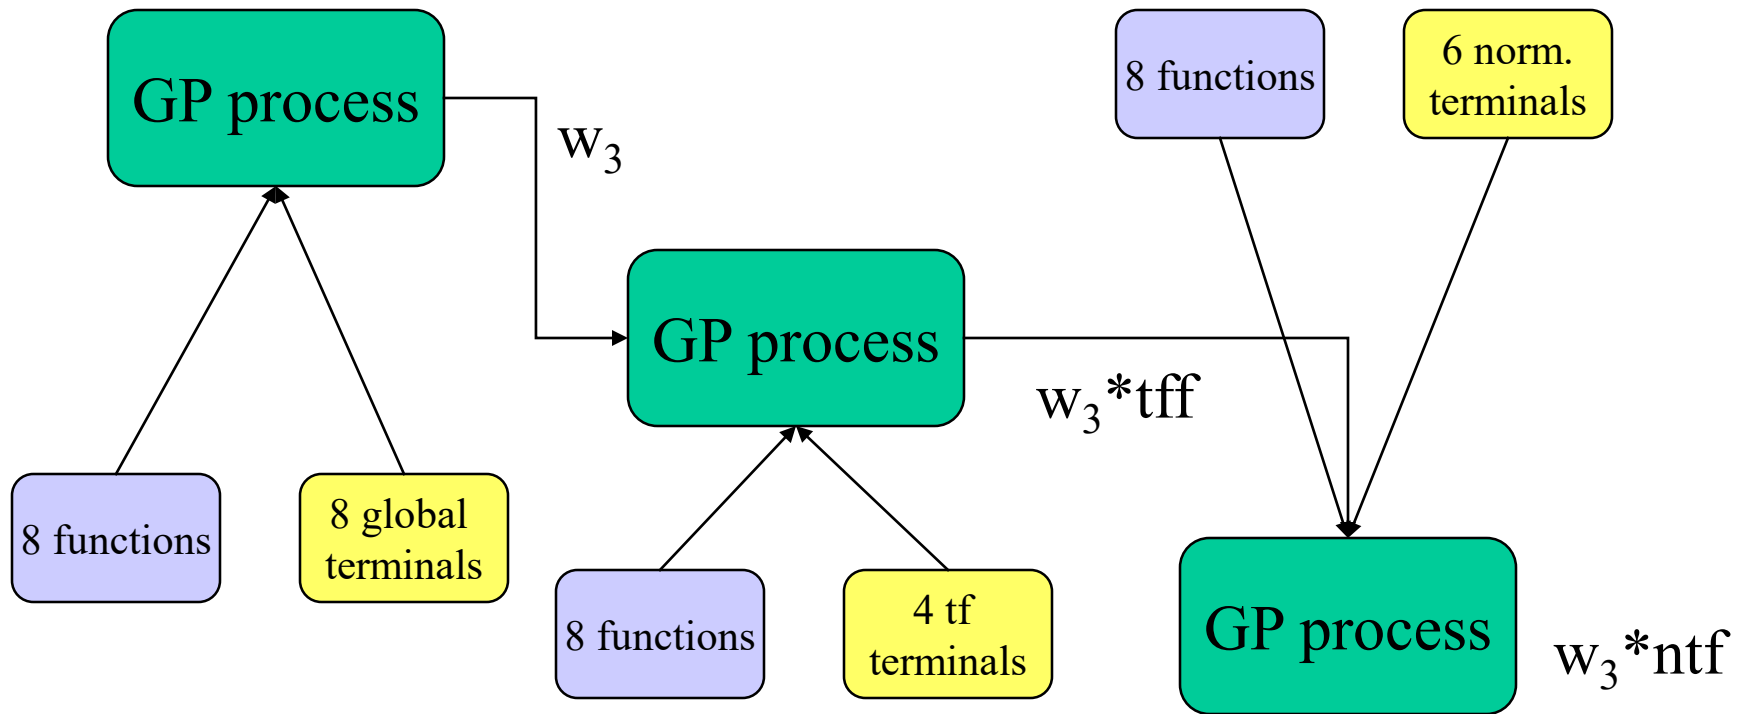 GP process
8 functions
6 norm.
terminals
w₃
GP process
w₃*tff
8 functions
8 global
terminals
8 functions
4 tf
terminals
GP process
w₃*ntf